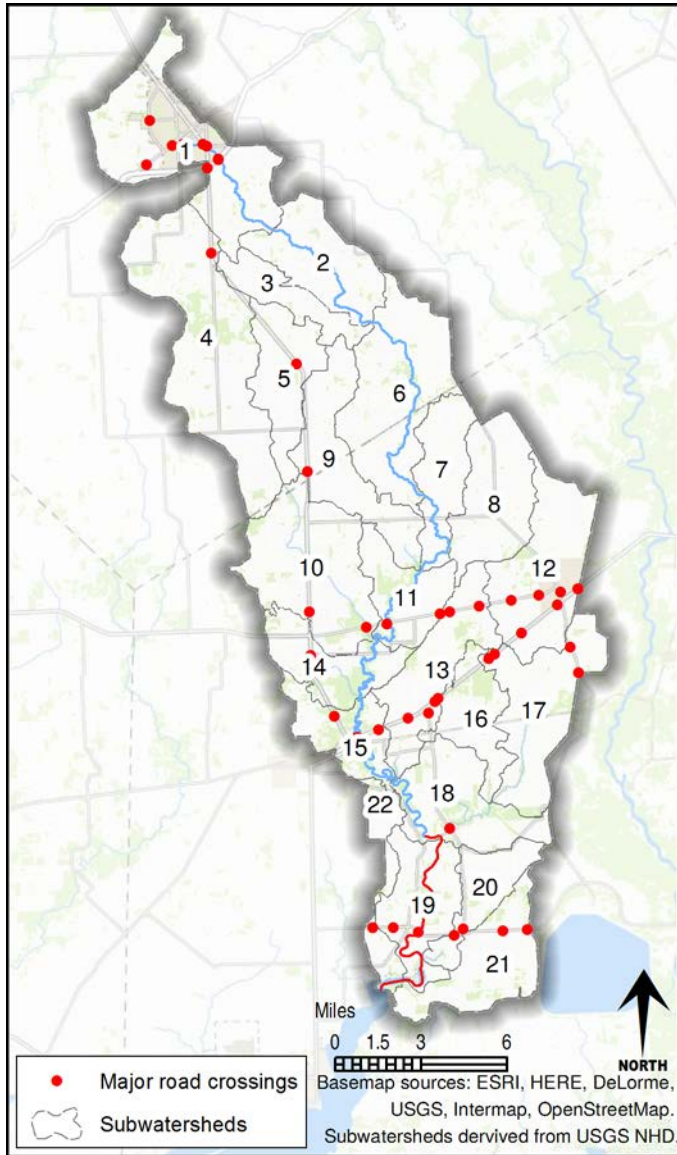 1
2
3
4
5
6
7
8
9
10
11
12
13
14
15
16
17
18
19
20
21
22
Miles
0 1.5 3 6
NORTH
Major road crossings
Subwatersheds
Basemap sources: ESRI, HERE, DeLorme,
USGS, Intermap, OpenStreetMap.
Subwatersheds dervived from USGS NHD.